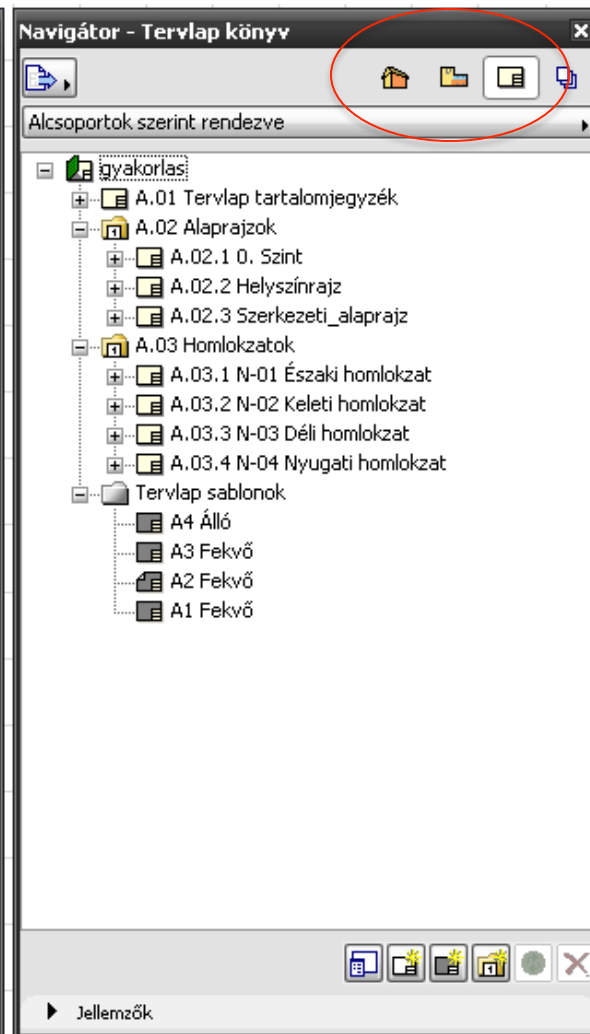 Navigátor - Tervlap könyv
Alcsoportok szerint rendezve
gyakorlas
A.01 Tervlap tartalomjegyzék
A.02 Alaprajzok
A.02.1 0. Szint
A.02.2 Helyszínrajz
A.02.3 Szerkezeti_alaprajz
A.03 Homlokzatok
A.03.1 N-01 Északi homlokzat
A.03.2 N-02 Keleti homlokzat
A.03.3 N-03 Déli homlokzat
A.03.4 N-04 Nyugati homlokzat
Tervlap sablonok
A4 Álló
A3 Fekvő
A2 Fekvő
A1 Fekvő
Jellemzők